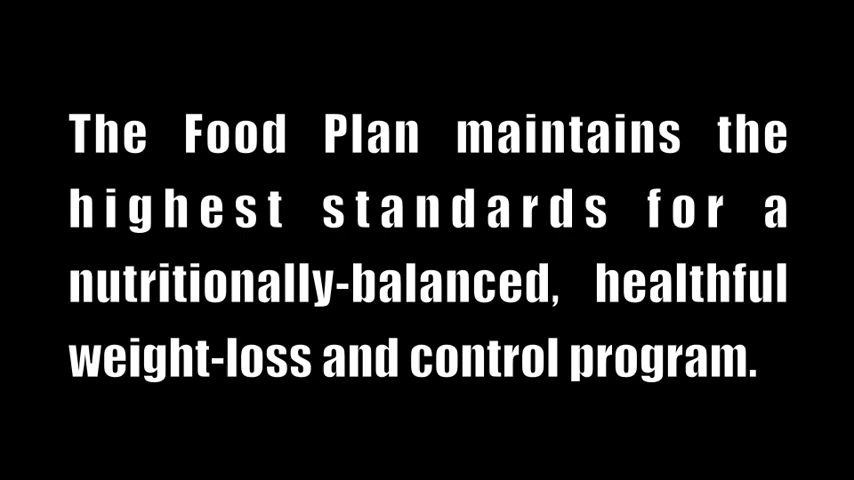 The Food Plan maintains the
highest standards for a
nutritionally-balanced, healthful
weight-loss and control program.